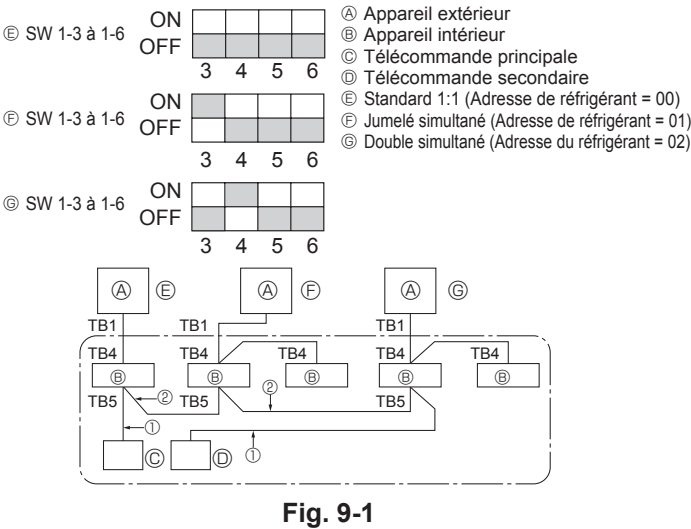 Ⓔ SW 1-3 à 1-6
ON
OFF
3 4 5 6
Ⓕ SW 1-3 à 1-6
ON
OFF
3 4 5 6
Ⓖ SW 1-3 à 1-6
ON
OFF
3 4 5 6
Ⓐ Appareil extérieur
Ⓑ Appareil intérieur
Ⓒ Télécommande principale
Ⓓ Télécommande secondaire
Ⓔ Standard 1:1 (Adresse de réfrigérant = 00)
Ⓕ Jumelé simultané (Adresse de réfrigérant = 01)
Ⓖ Double simultané (Adresse du réfrigérant = 02)
Ⓐ Ⓔ Ⓐ Ⓕ Ⓐ Ⓖ
TB1 TB1 TB1
TB4 TB4 TB4 TB4 TB4
Ⓑ Ⓑ Ⓑ Ⓑ Ⓑ
② ②
TB5 TB5 TB5
① ①
Ⓒ Ⓓ
Fig. 9-1